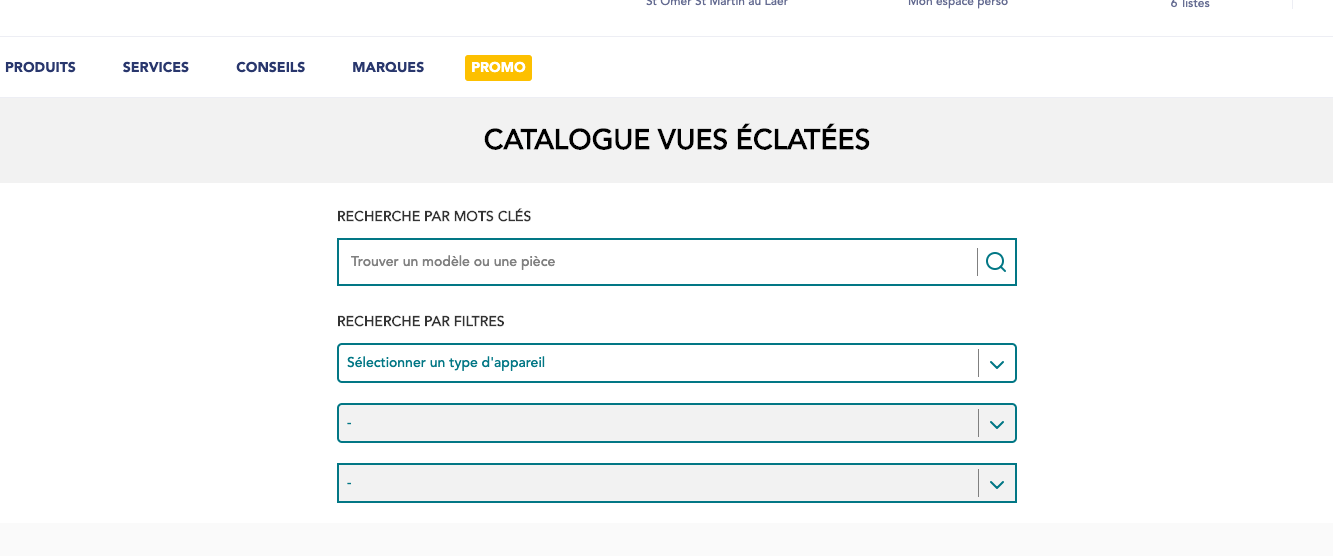 St Omer St Martin au Laer Mon espace perso 6 listes
PRODUITS SERVICES CONSEILS MARQUES PROMO
CATALOGUE VUES ÉCLATÉES
RECHERCHE PAR MOTS CLÉS
Trouver un modèle ou une pièce
RECHERCHE PAR FILTRES
Sélectionner un type d'appareil
-
-